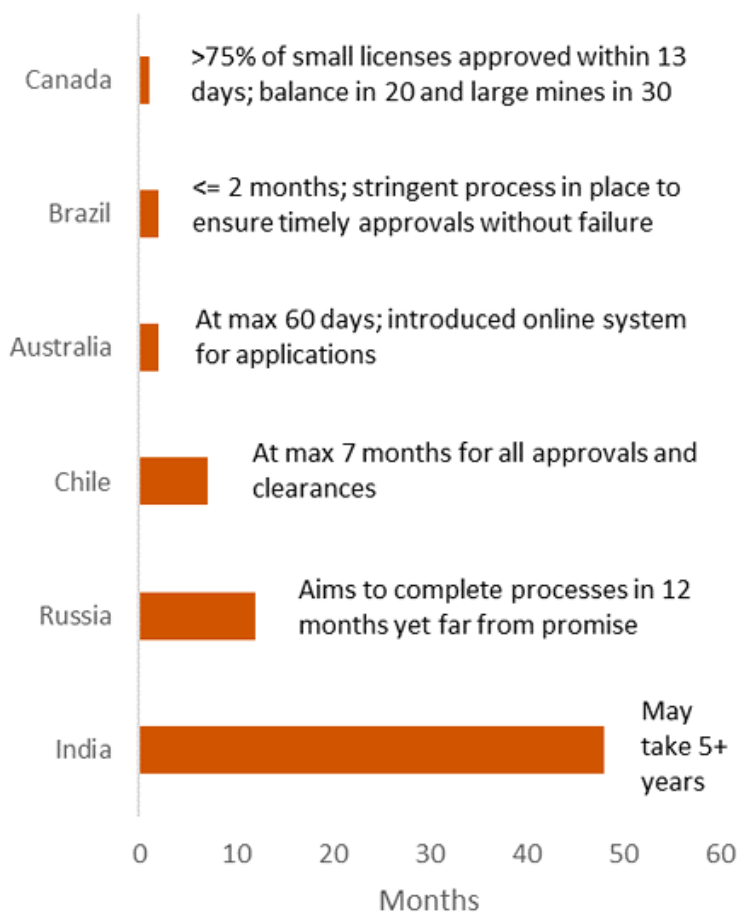 Canada
>75% of small licenses approved within 13
days; balance in 20 and large mines in 30
Brazil
<= 2 months; stringent process in place to
ensure timely approvals without failure
Australia
At max 60 days; introduced online system
for applications
Chile
At max 7 months for all approvals and
clearances
Russia
Aims to complete processes in 12
months yet far from promise
India
May
take 5+
years
0 10 20 30 40 50 60
Months